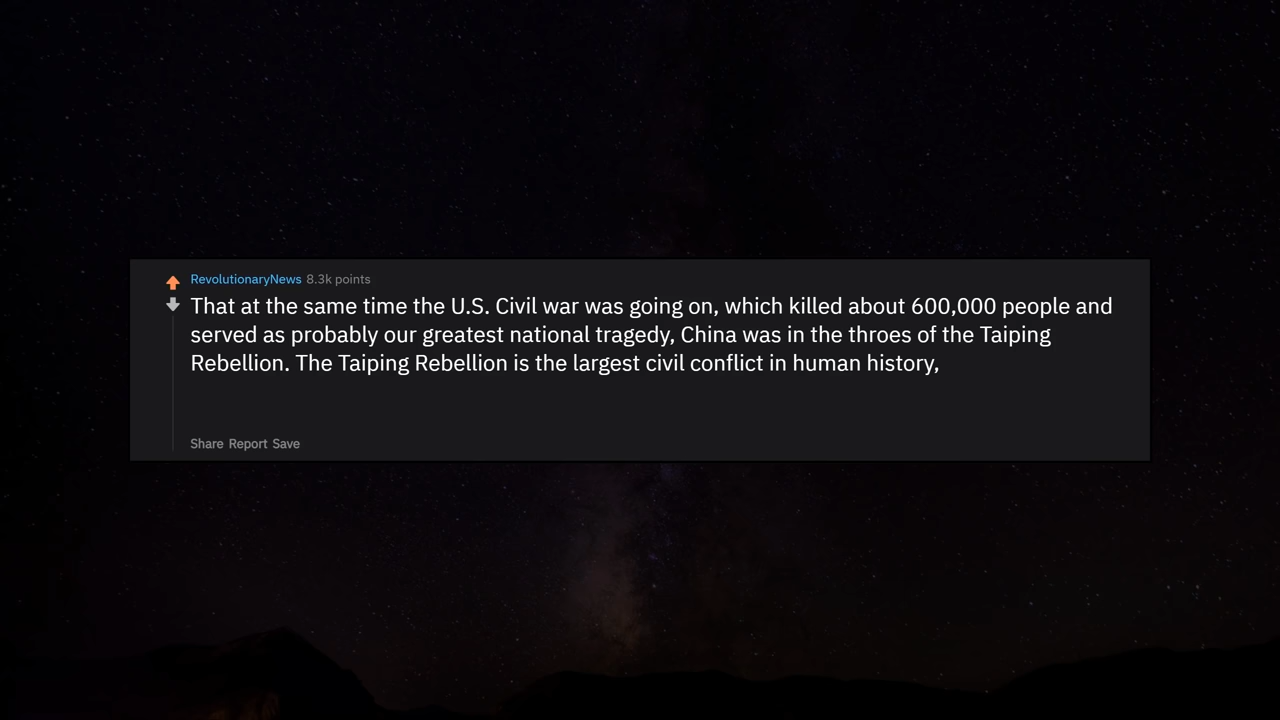 RevolutionaryNews 8.3k points
That at the same time the U.S. Civil war was going on, which killed about 600,000 people and
served as probably our greatest national tragedy, China was in the throes of the Taiping
Rebellion. The Taiping Rebellion is the largest civil conflict in human history,
Share Report Save